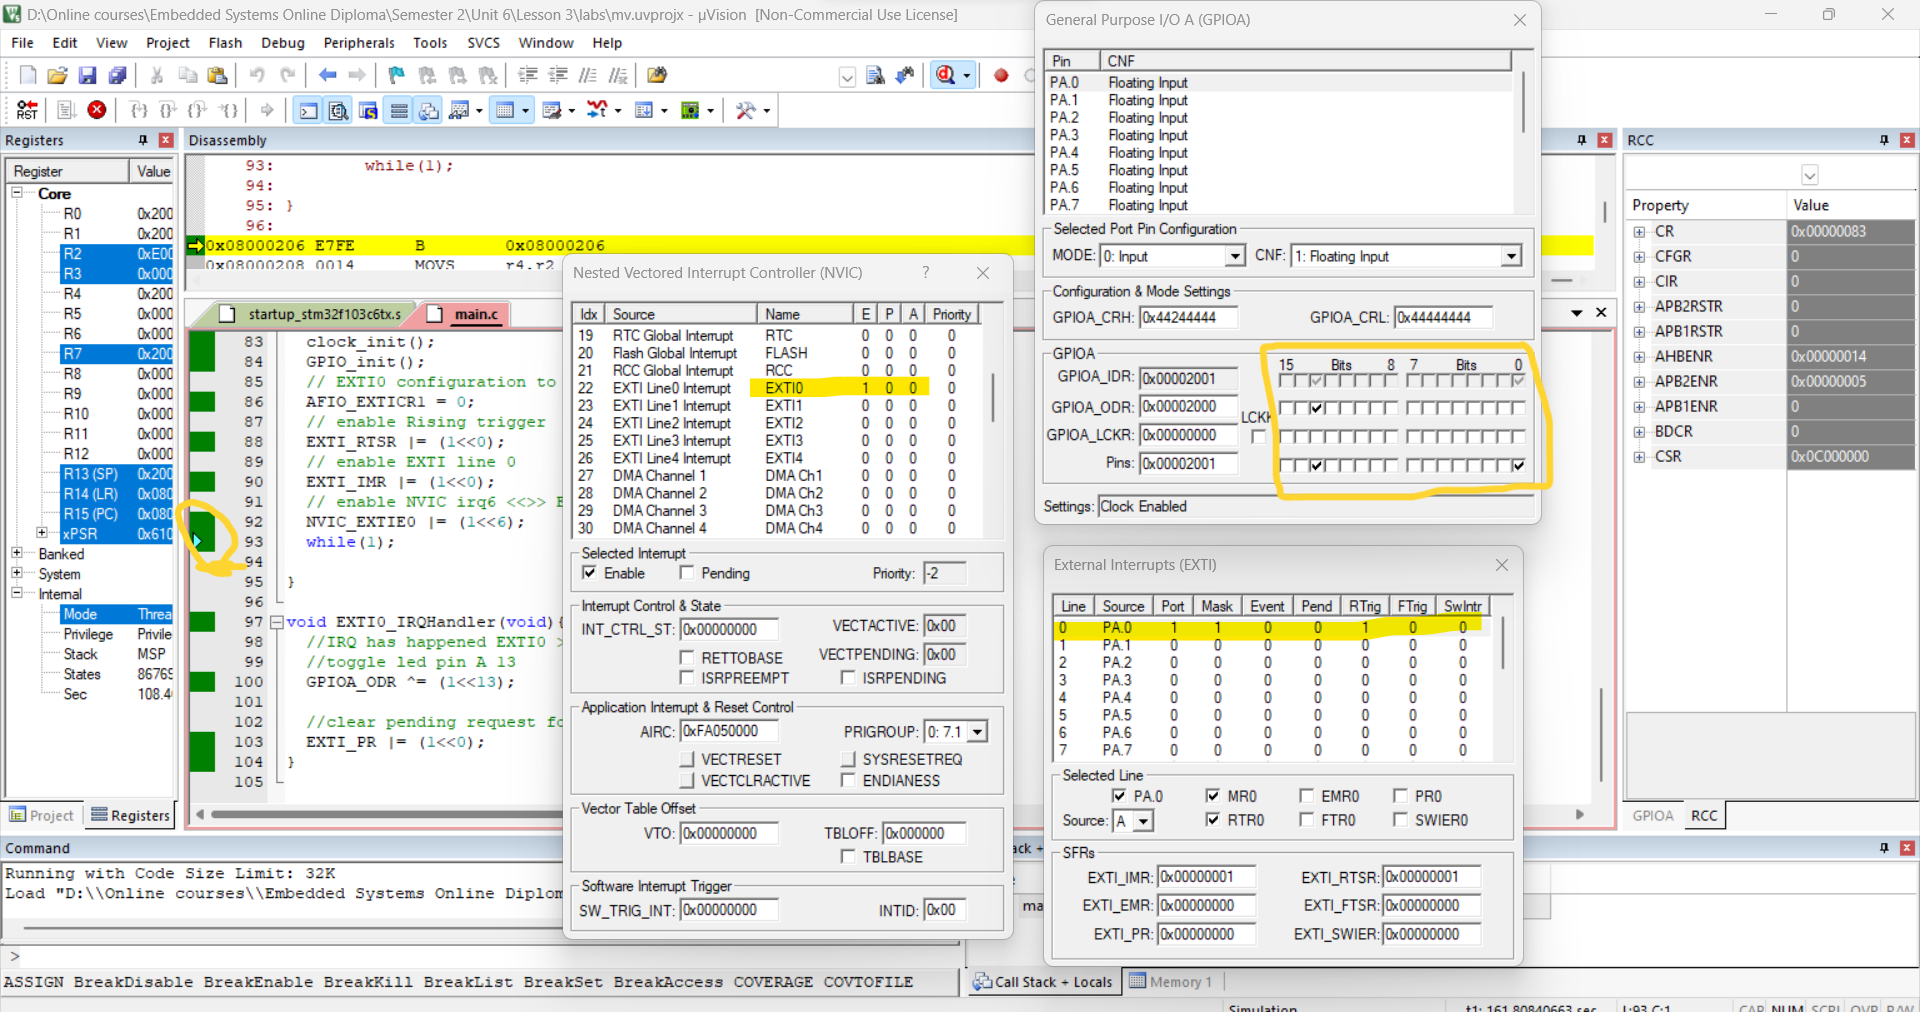 D:\Online courses\Embedded Systems Online Diploma\Semester 2\Unit 6\Lesson 3\labs\mv.uvprojx - µVision [Non-Commercial Use License]
File Edit View Project Flash Debug Peripherals Tools SVCS Window Help
RST
Registers
Register Value
Core
R0 0x200
R1 0x200
R2 0xE00
R3 0x000
R4 0x200
R5 0x000
R6 0x000
R7 0x200
R8 0x000
R9 0x000
R10 0x000
R11 0x000
R12 0x000
R13 (SP) 0x200
R14 (LR) 0x080
R15 (PC) 0x080
xPSR 0x610
Banked
System
Internal
Mode Threa
Privilege Privile
Stack MSP
States 86769
Sec 108.4
Project Registers
Disassembly
93: while(1);
94:
95: }
96:
0x08000206 E7FE B 0x08000206
0x08000208 0014 MOVS r4,r2
startup_stm32f103c6tx.s main.c
83 clock_init();
84 GPIO_init();
85 // EXTI0 configuration to
86 AFIO_EXTICR1 = 0;
87 // enable Rising trigger
88 EXTI_RTSR |= (1<<0);
89 // enable EXTI line 0
90 EXTI_IMR |= (1<<0);
91 // enable NVIC irq6 <<>> E
92 NVIC_EXTIE0 |= (1<<6);
93 while(1);
94
95 }
96
97 void EXTI0_IRQHandler(void){
98 //IRQ has happened EXTI0 >
99 //toggle led pin A 13
100 GPIOA_ODR ^= (1<<13);
101
102 //clear pending request fo
103 EXTI_PR |= (1<<0);
104 }
105
Nested Vectored Interrupt Controller (NVIC) ?
Idx Source Name E P A Priority
19 RTC Global Interrupt RTC 0 0 0 0
20 Flash Global Interrupt FLASH 0 0 0 0
21 RCC Global Interrupt RCC 0 0 0 0
22 EXTI Line0 Interrupt EXTI0 1 0 0 0
23 EXTI Line1 Interrupt EXTI1 0 0 0 0
24 EXTI Line2 Interrupt EXTI2 0 0 0 0
25 EXTI Line3 Interrupt EXTI3 0 0 0 0
26 EXTI Line4 Interrupt EXTI4 0 0 0 0
27 DMA Channel 1 DMA Ch1 0 0 0 0
28 DMA Channel 2 DMA Ch2 0 0 0 0
29 DMA Channel 3 DMA Ch3 0 0 0 0
30 DMA Channel 4 DMA Ch4 0 0 0 0
Selected Interrupt
Enable Pending Priority: -2
Interrupt Control & State
INT_CTRL_ST: 0x00000000 VECTACTIVE: 0x00
RETTOBASE VECTPENDING: 0x00
ISRPREEMPT ISRPENDING
Application Interrupt & Reset Control
AIRC: 0xFA050000 PRIGROUP: 0: 7.1
VECTRESET SYSRESETREQ
VECTCLRACTIVE ENDIANESS
Vector Table Offset
VTO: 0x00000000 TBLOFF: 0x000000
TBLBASE
Software Interrupt Trigger
SW_TRIG_INT: 0x00000000 INTID: 0x00
General Purpose I/O A (GPIOA)
Pin CNF
PA.0 Floating Input
PA.1 Floating Input
PA.2 Floating Input
PA.3 Floating Input
PA.4 Floating Input
PA.5 Floating Input
PA.6 Floating Input
PA.7 Floating Input
Selected Port Pin Configuration
MODE: 0: Input CNF: 1: Floating Input
Configuration & Mode Settings
GPIOA_CRH: 0x44244444 GPIOA_CRL: 0x44444444
GPIOA
15 Bits 8 7 Bits 0
GPIOA_IDR: 0x00002001
GPIOA_ODR: 0x00002000
LCKK
GPIOA_LCKR: 0x00000000
Pins: 0x00002001
Settings: Clock Enabled
External Interrupts (EXTI)
Line Source Port Mask Event Pend RTrig FTrig SwIntr
0 PA.0 1 1 0 0 1 0 0
1 PA.1 0 0 0 0 0 0 0
2 PA.2 0 0 0 0 0 0 0
3 PA.3 0 0 0 0 0 0 0
4 PA.4 0 0 0 0 0 0 0
5 PA.5 0 0 0 0 0 0 0
6 PA.6 0 0 0 0 0 0 0
7 PA.7 0 0 0 0 0 0 0
Selected Line
PA.0 MR0 EMR0 PR0
Source: A RTR0 FTR0 SWIER0
SFRs
EXTI_IMR: 0x00000001 EXTI_RTSR: 0x00000001
EXTI_EMR: 0x00000000 EXTI_FTSR: 0x00000000
EXTI_PR: 0x00000000 EXTI_SWIER: 0x00000000
RCC
Property Value
CR 0x00000083
CFGR 0
CIR 0
APB2RSTR 0
APB1RSTR 0
AHBENR 0x00000014
APB2ENR 0x00000005
APB1ENR 0
BDCR 0
CSR 0x0C000000
GPIOA RCC
Command
Running with Code Size Limit: 32K
Load "D:\\Online courses\\Embedded Systems Online Diplom
>
ASSIGN BreakDisable BreakEnable BreakKill BreakList BreakSet BreakAccess COVERAGE COVTOFILE
ack +
ma
Call Stack + Locals Memory 1
Simulation t1: 161.80840663 sec L:93 C:1 CAP NUM SCRL OVR R/W